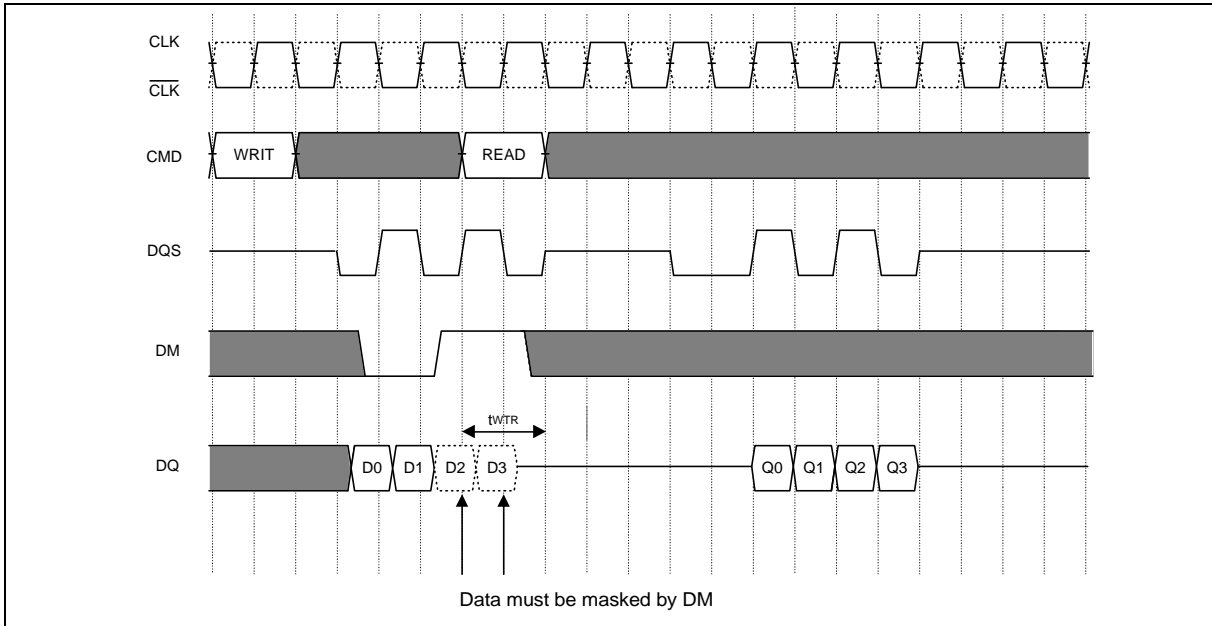 CLK
CLK
CMD WRIT READ
DQS
DM
tWTR
DQ D0 D1 D2 D3 Q0 Q1 Q2 Q3
Data must be masked by DM